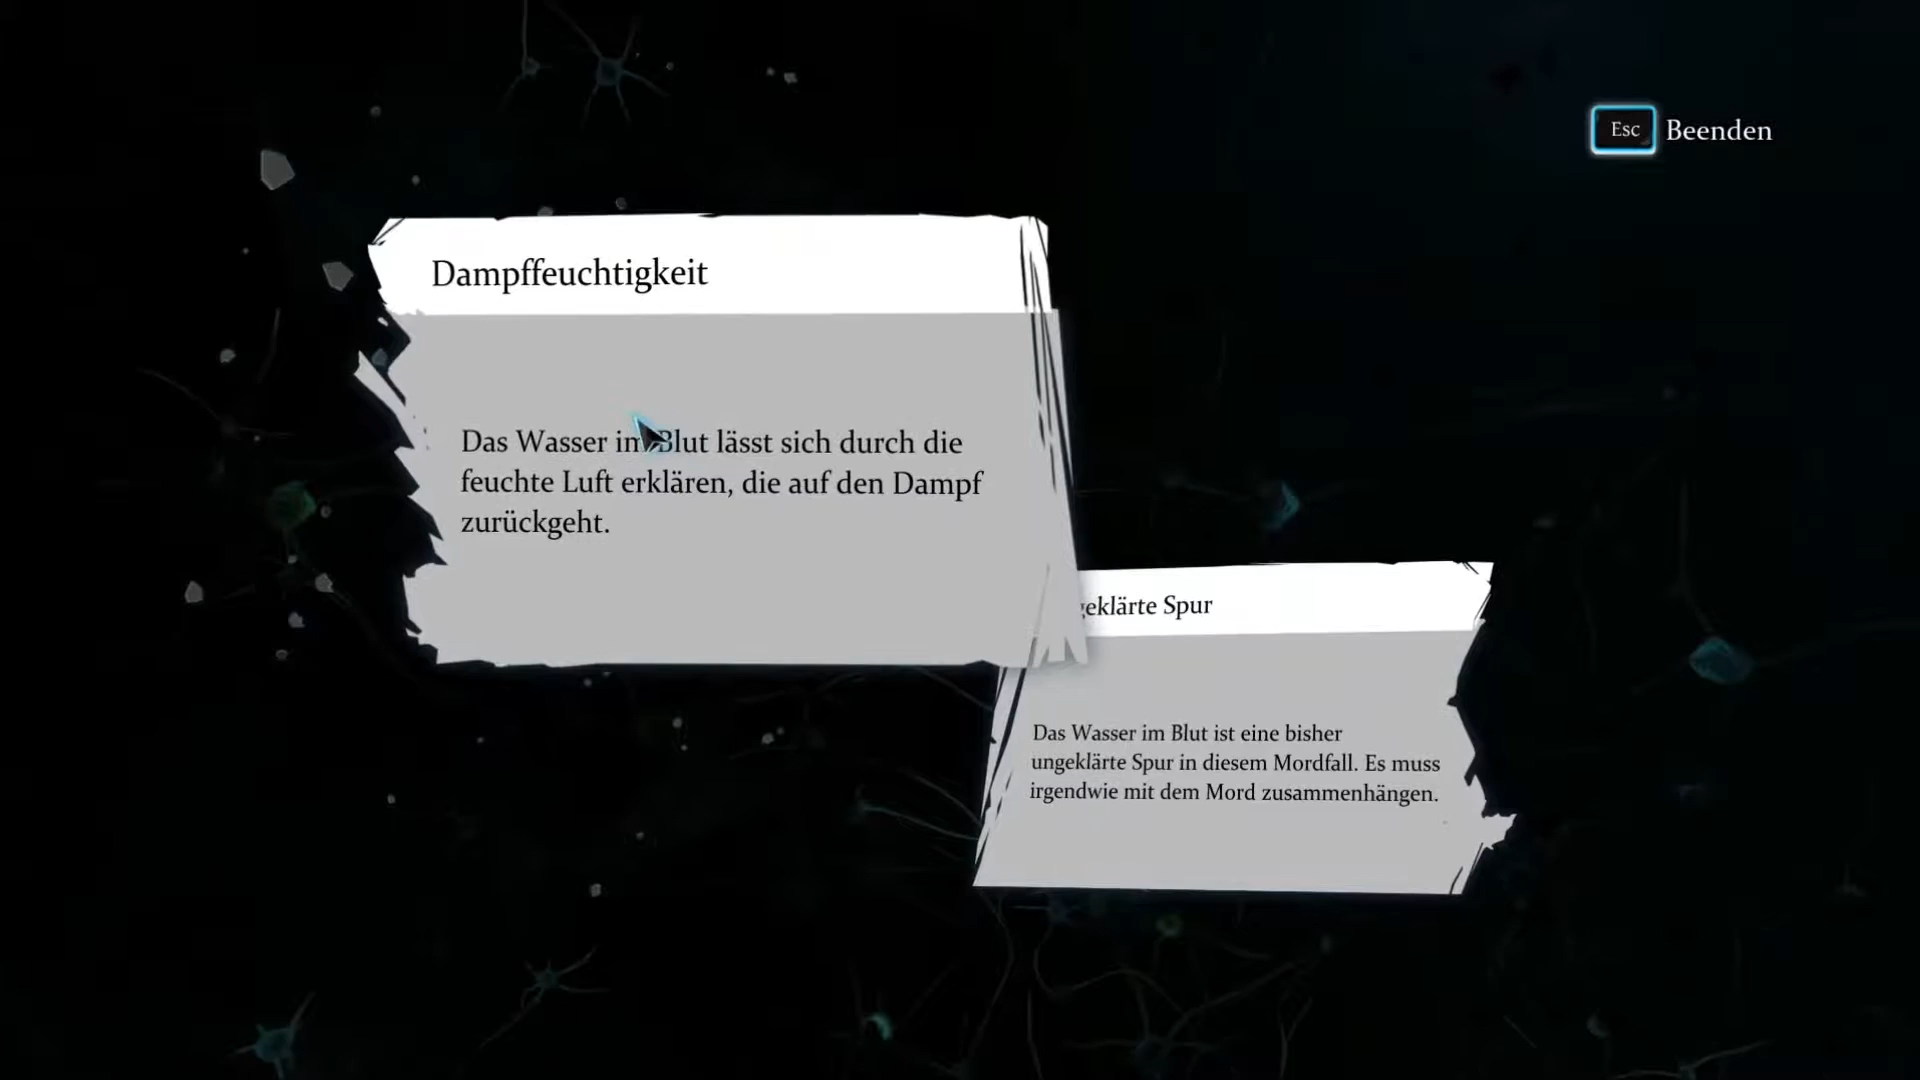 Esc Beenden
Dampffeuchtigkeit
Das Wasser im Blut lässt sich durch die
feuchte Luft erklären, die auf den Dampf
zurückgeht.
geklärte Spur
Das Wasser im Blut ist eine bisher
ungeklärte Spur in diesem Mordfall. Es muss
irgendwie mit dem Mord zusammenhängen.